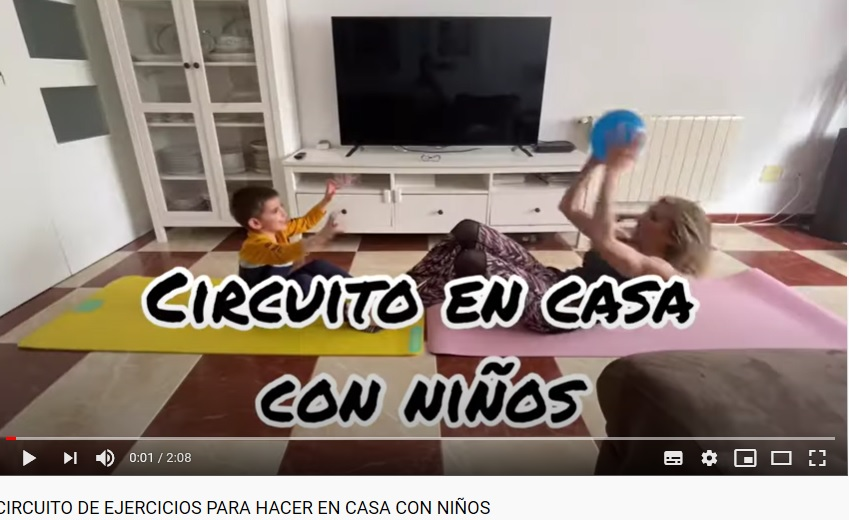 CIRCUITO EN CASA
CON NIÑOS
0:01 / 2:08
CIRCUITO DE EJERCICIOS PARA HACER EN CASA CON NIÑOS